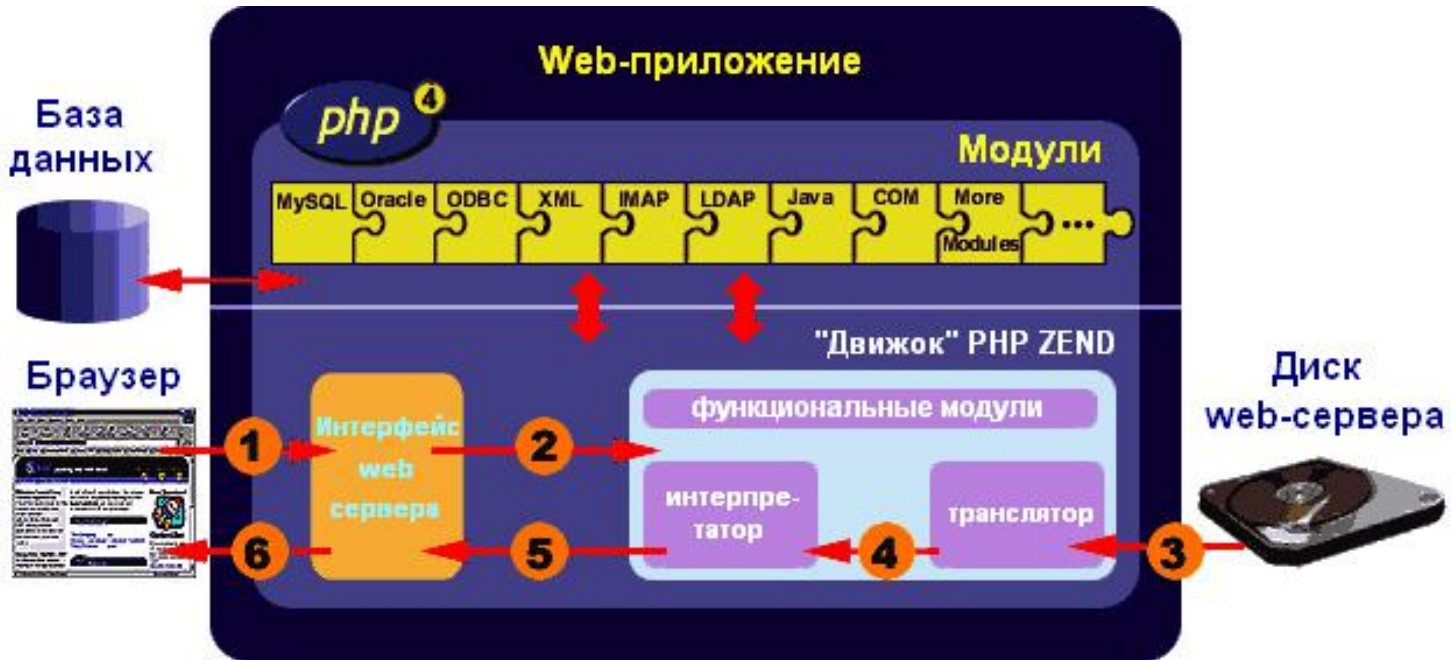 Web-приложение
База
данных
php 4
Модули
MySQL Oracle ODBC XML IMAP LDAP Java COM More
Modules
...
"Движок" PHP ZEND
Браузер
Диск
web-сервера
функциональные модули
1
Интерфейс
web
сервера
2
интерпре-
татор
транслятор
3
4
5
6